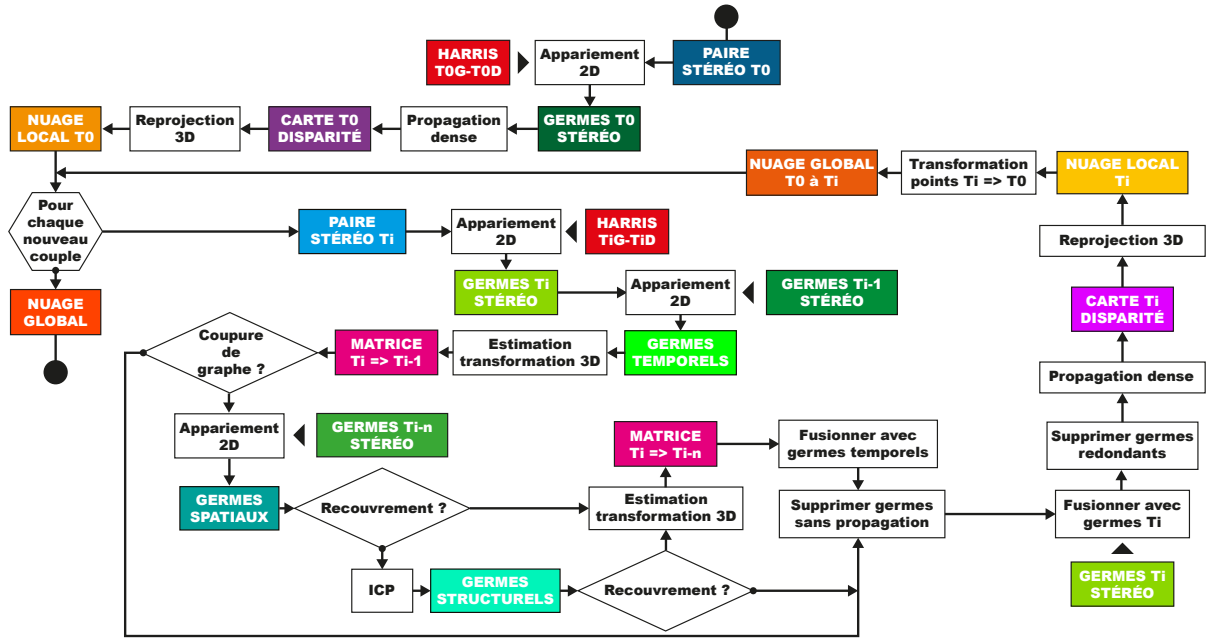 HARRIS
T0G-T0D
Appariement
2D
PAIRE
STÉRÉO T0
NUAGE
LOCAL T0
Reprojection
3D
CARTE T0
DISPARITÉ
Propagation
dense
GERMES T0
STÉRÉO
NUAGE GLOBAL
T0 à Ti
Transformation
points Ti => T0
NUAGE LOCAL
Ti
Pour
chaque
nouveau
couple
PAIRE
STÉRÉO Ti
Appariement
2D
HARRIS
TiG-TiD
Reprojection 3D
NUAGE
GLOBAL
GERMES Ti
STÉRÉO
Appariement
2D
GERMES Ti-1
STÉRÉO
CARTE Ti
DISPARITÉ
Coupure
de
graphe ?
MATRICE
Ti => Ti-1
Estimation
transformation 3D
GERMES
TEMPORELS
Propagation dense
Appariement
2D
GERMES Ti-n
STÉRÉO
MATRICE
Ti => Ti-n
Fusionner avec
germes temporels
Supprimer germes
redondants
GERMES
SPATIAUX
Recouvrement ?
Estimation
transformation 3D
Supprimer germes
sans propagation
Fusionner avec
germes Ti
ICP
GERMES
STRUCTURELS
Recouvrement ?
GERMES Ti
STÉRÉO